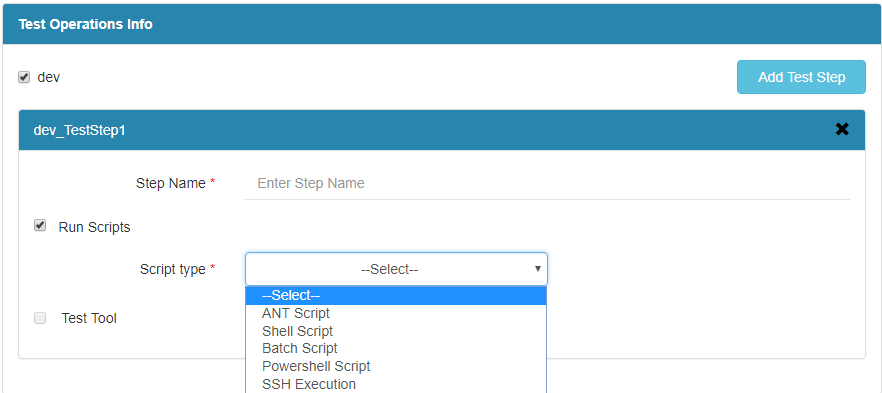 Test Operations Info
dev
Add Test Step
dev_TestStep1
Step Name *
Enter Step Name
Run Scripts
Script type *
--Select--
--Select--
ANT Script
Shell Script
Test Tool
Batch Script
Powershell Script
SSH Execution